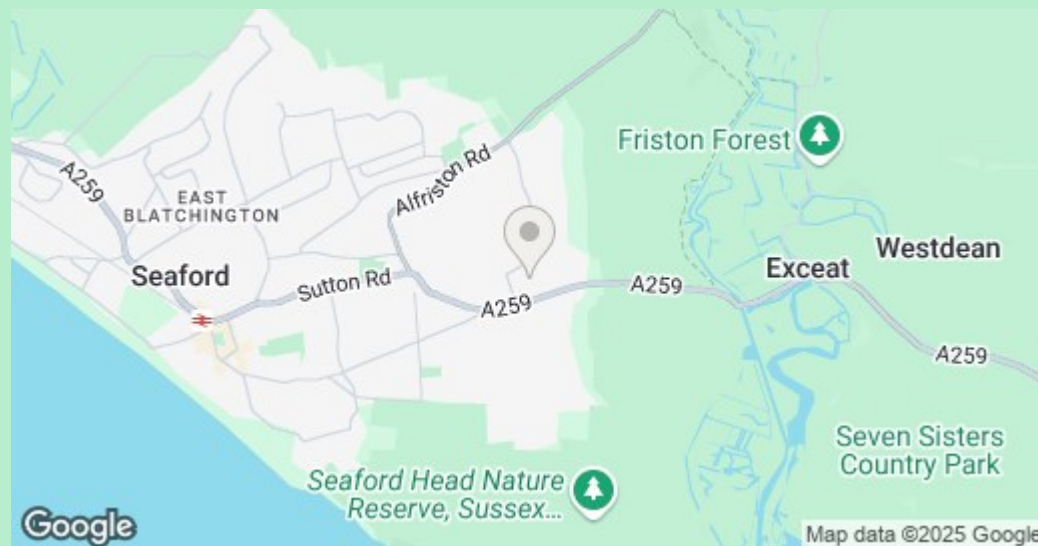 Friston Forest
Alfriston Rd
A259
EAST
BLATCHINGTON
Westdean
Exceat
Seaford
Sutton Rd
A259
A259
A259
Seven Sisters
Country Park
Seaford Head Nature
Reserve, Sussex...
Google
Map data ©2025 Google